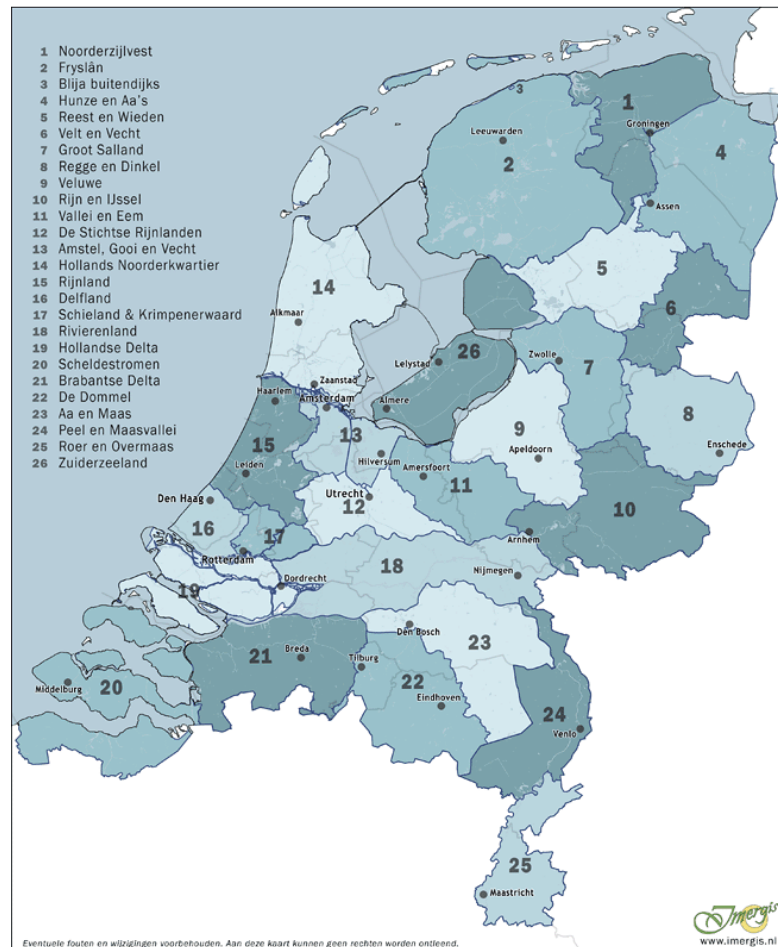 1 Noorderzijlvest
2 Fryslân
3 Blija buitendijks
4 Hunze en Aa's
5 Reest en Wieden
6 Velt en Vecht
7 Groot Salland
8 Regge en Dinkel
9 Veluwe
10 Rijn en IJssel
11 Vallei en Eem
12 De Stichtse Rijnlanden
13 Amstel, Gooi en Vecht
14 Hollands Noorderkwartier
15 Rijnland
16 Delfland
17 Schieland & Krimpenerwaard
18 Rivierenland
19 Hollandse Delta
20 Scheldestromen
21 Brabantse Delta
22 De Dommel
23 Aa en Maas
24 Peel en Maasvallei
25 Roer en Overmaas
26 Zuiderzeeland
3
1
Groningen
Leeuwarden
2
4
Assen
5
14
6
Alkmaar
26
Zwolle
Lelystad
7
Zaanstad
Haarlem
Amsterdam
Almere
8
13
9
15
Enschede
Hilversum
Apeldoorn
Leiden
Amersfoort
11
Den Haag
Utrecht
12
10
16
17
Arnhem
Rotterdam
18
Nijmegen
Dordrecht
19
Den Bosch
23
21
Breda
Tilburg
Middelburg
20
22
Eindhoven
24
Venlo
25
Maastricht
Imergis
www.imergis.nl
Eventuele fouten en wijzigingen voorbehouden. Aan deze kaart kunnen geen rechten worden ontleend.